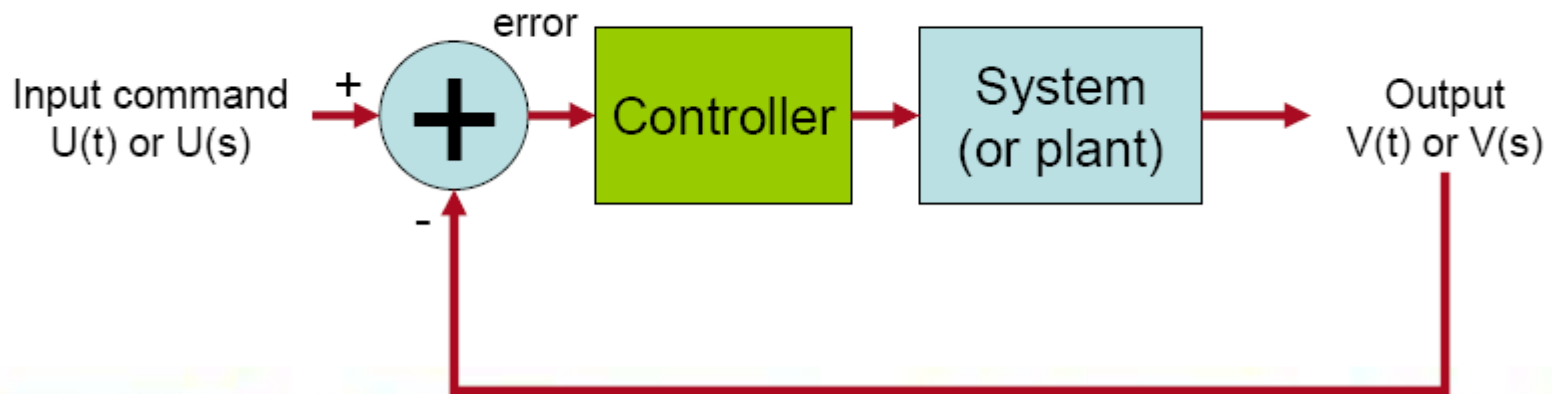 error
Input command
U(t) or U(s)
+
+
-
Controller
System
(or plant)
Output
V(t) or V(s)